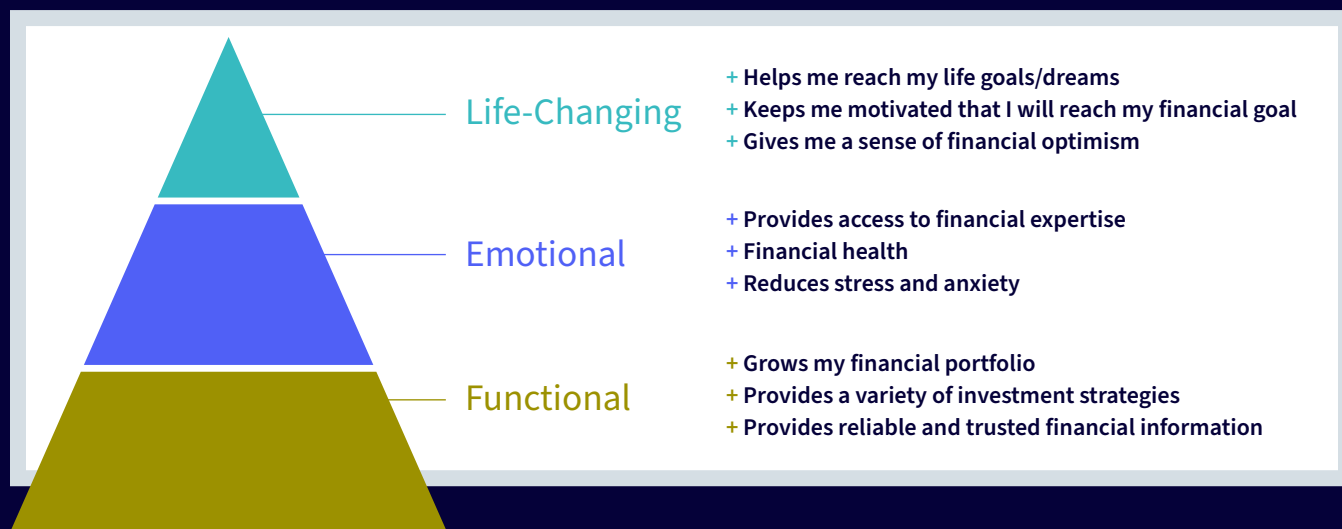 Life-Changing
+ Helps me reach my life goals/dreams
+ Keeps me motivated that I will reach my financial goal
+ Gives me a sense of financial optimism
Emotional
+ Provides access to financial expertise
+ Financial health
+ Reduces stress and anxiety
Functional
+ Grows my financial portfolio
+ Provides a variety of investment strategies
+ Provides reliable and trusted financial information